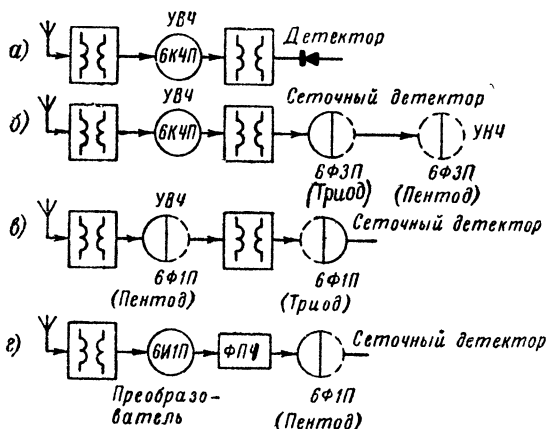 а)
УВЧ
6К4П
Детектор
б)
УВЧ
6К4П
Сеточный детектор
6Ф3П
(Триод)
УНЧ
6Ф3П
(Пентод)
в)
УВЧ
6Ф1П
(Пентод)
Сеточный детектор
6Ф1П
(Триод)
г)
6И1П
Преобразо-
ватель
ФПЧ
Сеточный детектор
6Ф1П
(Пентод)